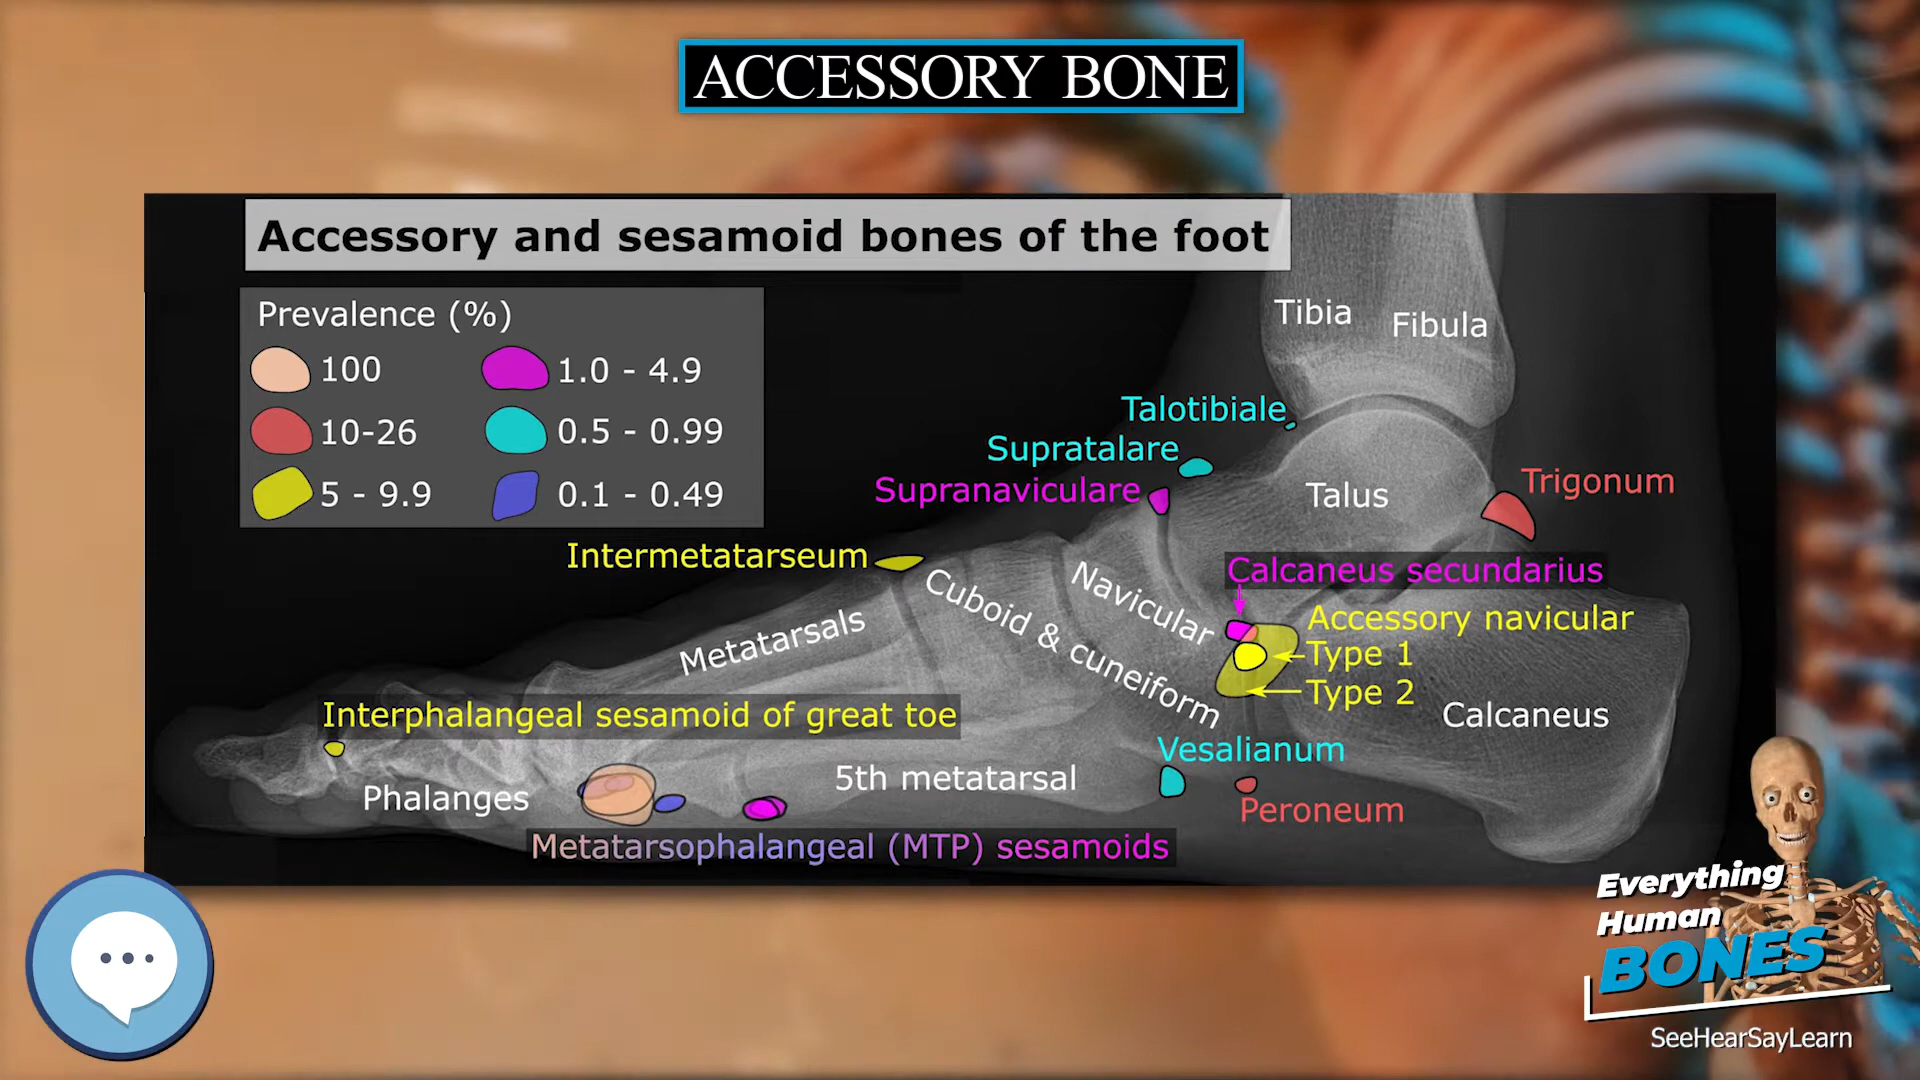 ACCESSORY BONE
Accessory and sesamoid bones of the foot
Prevalence (%)
100
1.0 - 4.9
10-26
0.5 - 0.99
5 - 9.9
0.1 - 0.49
Tibia
Fibula
Talotibiale
Supratalare
Supranaviculare
Talus
Trigonum
Intermetatarseum
Calcaneus secundarius
Navicular
Cuboid & cuneiform
Accessory navicular
Type 1
Type 2
Metatarsals
Interphalangeal sesamoid of great toe
Calcaneus
Vesalianum
5th metatarsal
Phalanges
Peroneum
Metatarsophalangeal (MTP) sesamoids
Everything
Human
BONES
SeeHearSayLearn